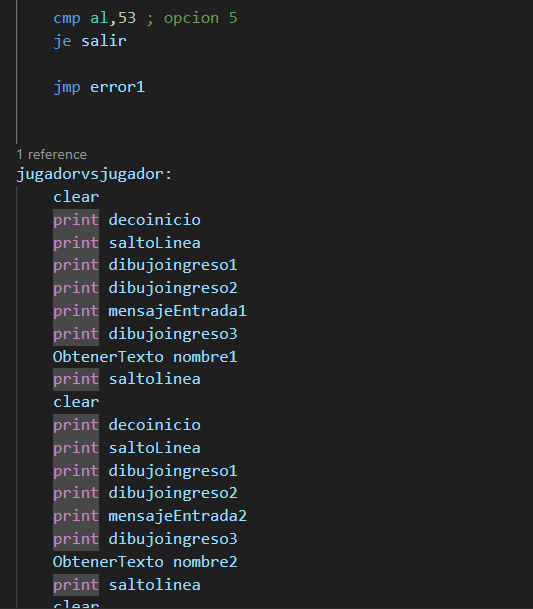 cmp al,53 ; opcion 5
je salir
jmp error1
1 reference
jugadorvsjugador:
clear
print decoinicio
print saltoLinea
print dibujoingreso1
print dibujoingreso2
print mensajeEntrada1
print dibujoingreso3
ObtenerTexto nombre1
print saltolinea
clear
print decoinicio
print saltoLinea
print dibujoingreso1
print dibujoingreso2
print mensajeEntrada2
print dibujoingreso3
ObtenerTexto nombre2
print saltolinea
clear